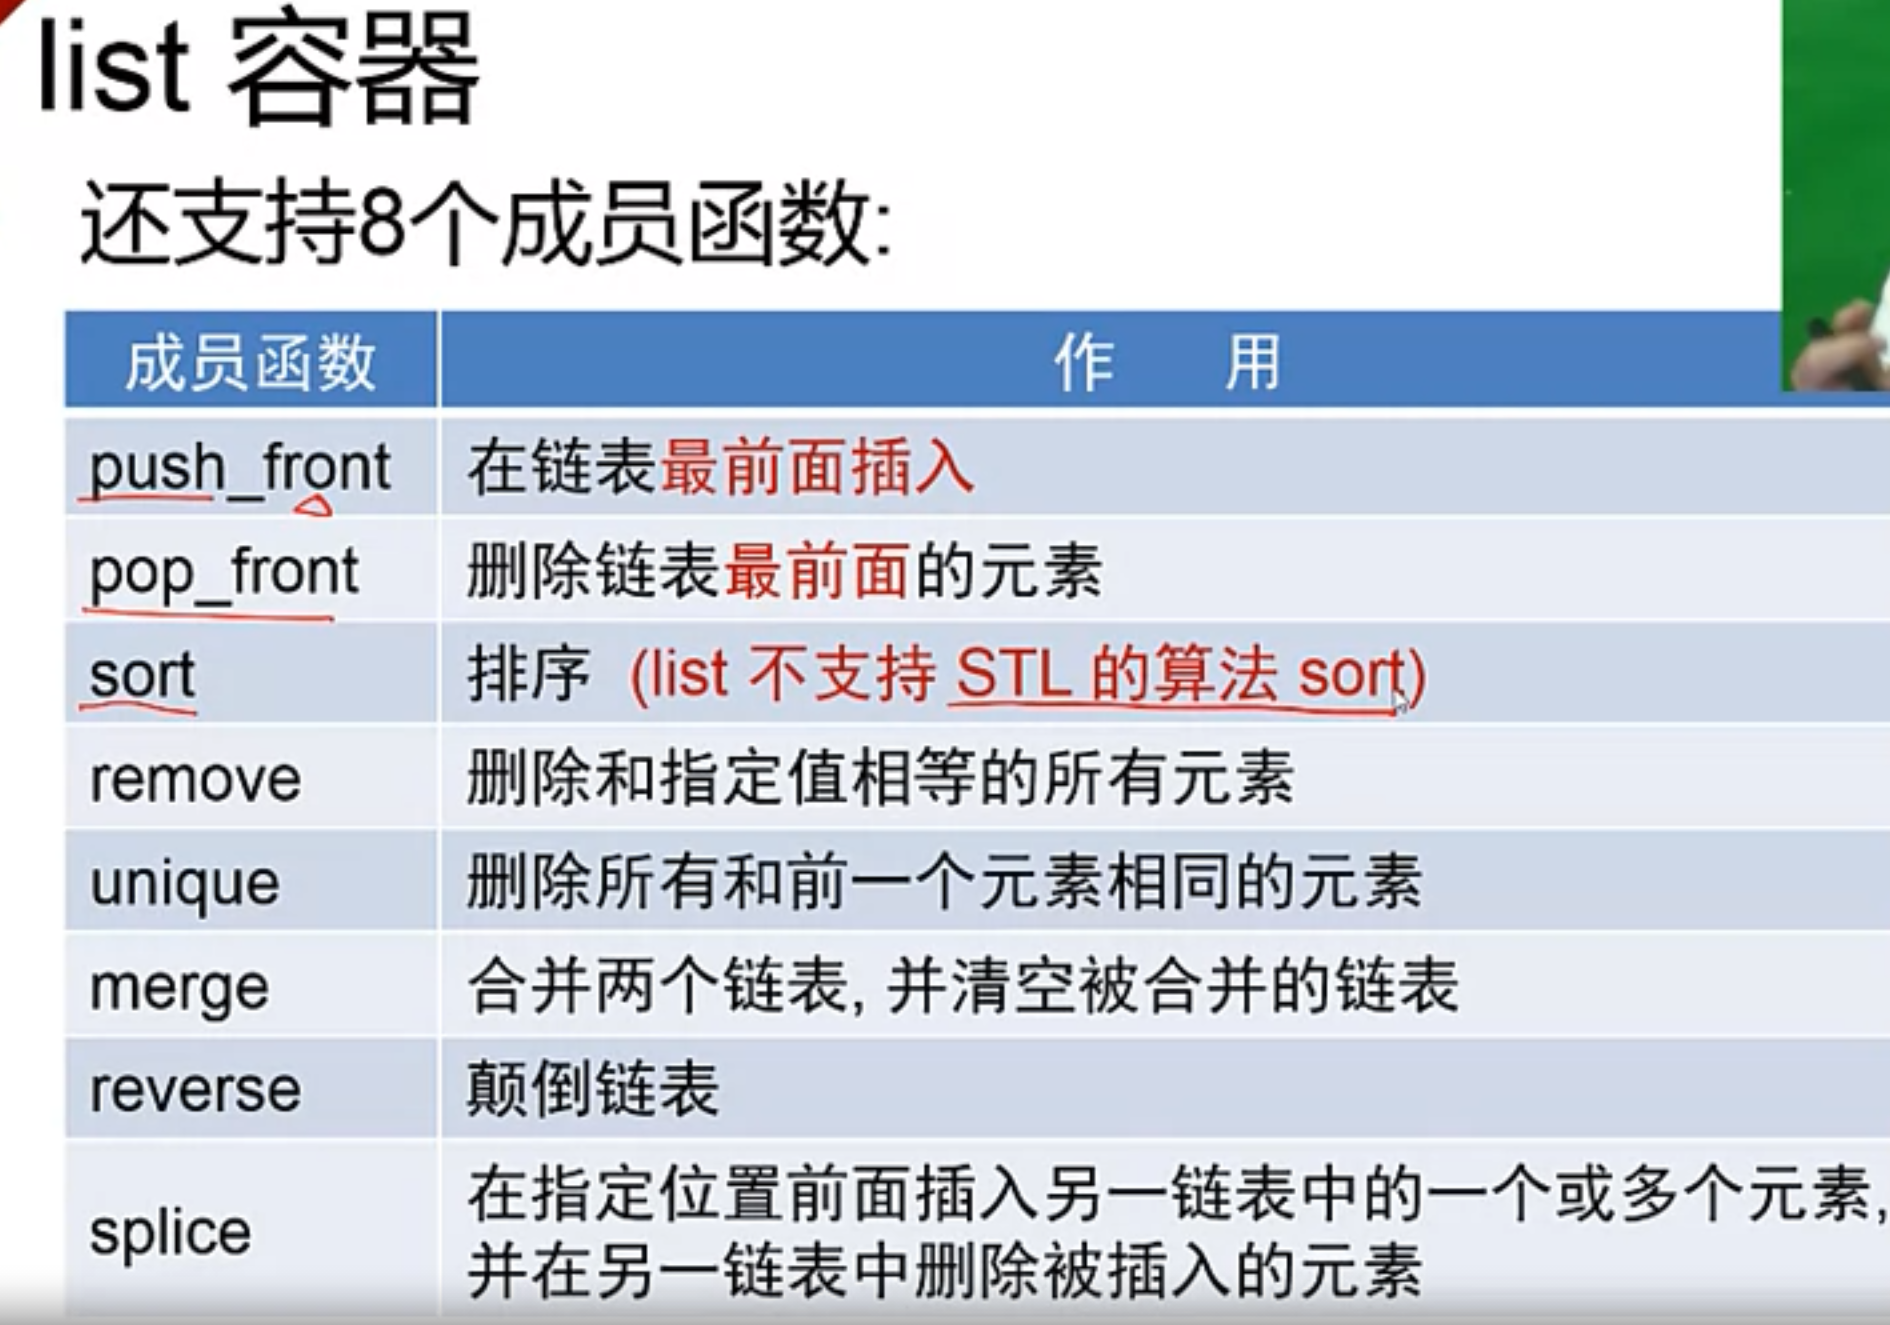 list 容器
还支持8个成员函数:
成员函数 作 用
push_front 在链表最前面插入
pop_front 删除链表最前面的元素
sort 排序 (list 不支持 STL 的算法 sort)
remove 删除和指定值相等的所有元素
unique 删除所有和前一个元素相同的元素
merge 合并两个链表, 并清空被合并的链表
reverse 颠倒链表
splice 在指定位置前面插入另一链表中的一个或多个元素,
并在另一链表中删除被插入的元素